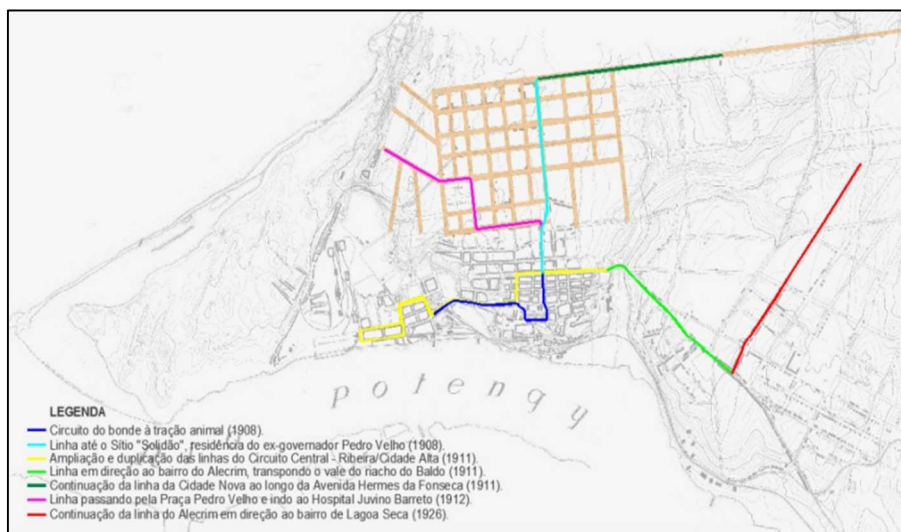 Potengy
LEGENDA
Circuito do bonde à tração animal (1908).
Linha até o Sítio "Solidão", residência do ex-governador Pedro Velho (1908).
Ampliação e duplicação das linhas do Circuito Central - Ribeira/Cidade Alta (1911).
Linha em direção ao bairro do Alecrim, transpondo o vale do riacho do Baldo (1911).
Continuação da linha da Cidade Nova ao longo da Avenida Hermes da Fonseca (1911).
Linha passando pela Praça Pedro Velho e indo ao Hospital Juvino Barreto (1912).
Continuação da linha do Alecrim em direção ao bairro de Lagoa Seca (1926).